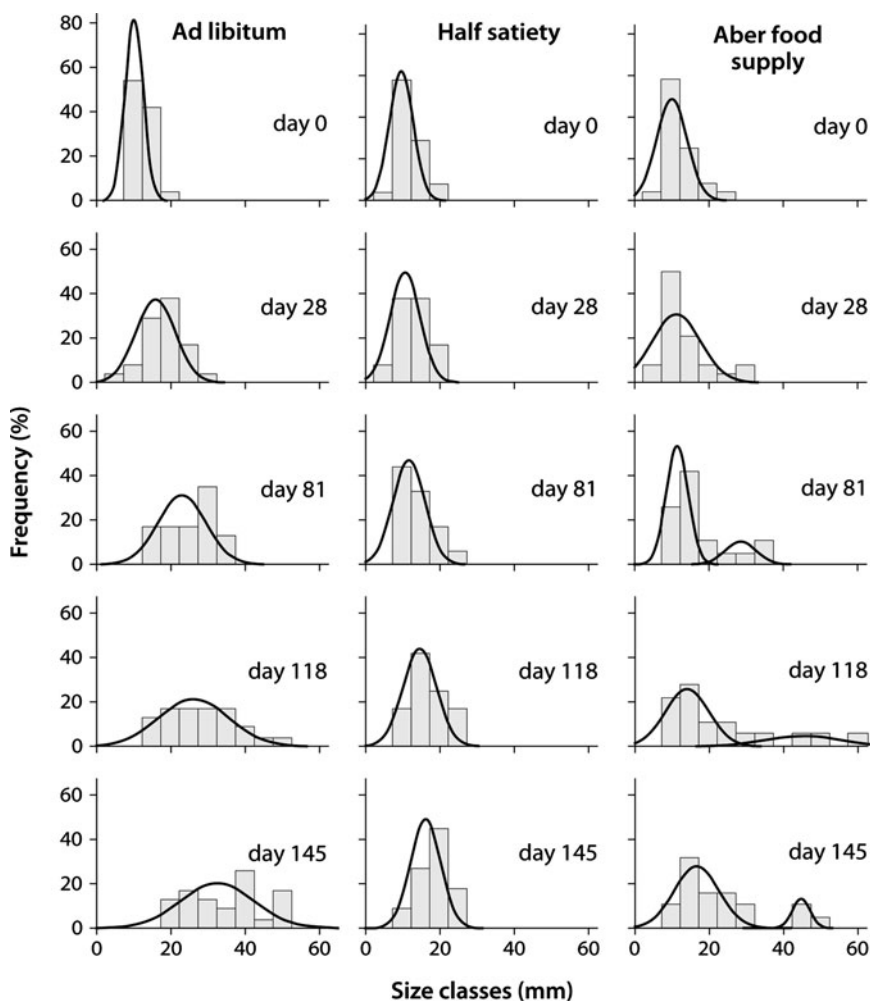 Ad libitum
Half satiety
Aber food
supply
80
60
40
20
0
day 0
day 0
day 0
60
40
20
0
day 28
day 28
day 28
60
40
20
0
day 81
day 81
day 81
60
40
20
0
day 118
day 118
day 118
60
40
20
0
day 145
day 145
day 145
0 20 40 60
0 20 40 60
0 20 40 60
Frequency (%)
Size classes (mm)